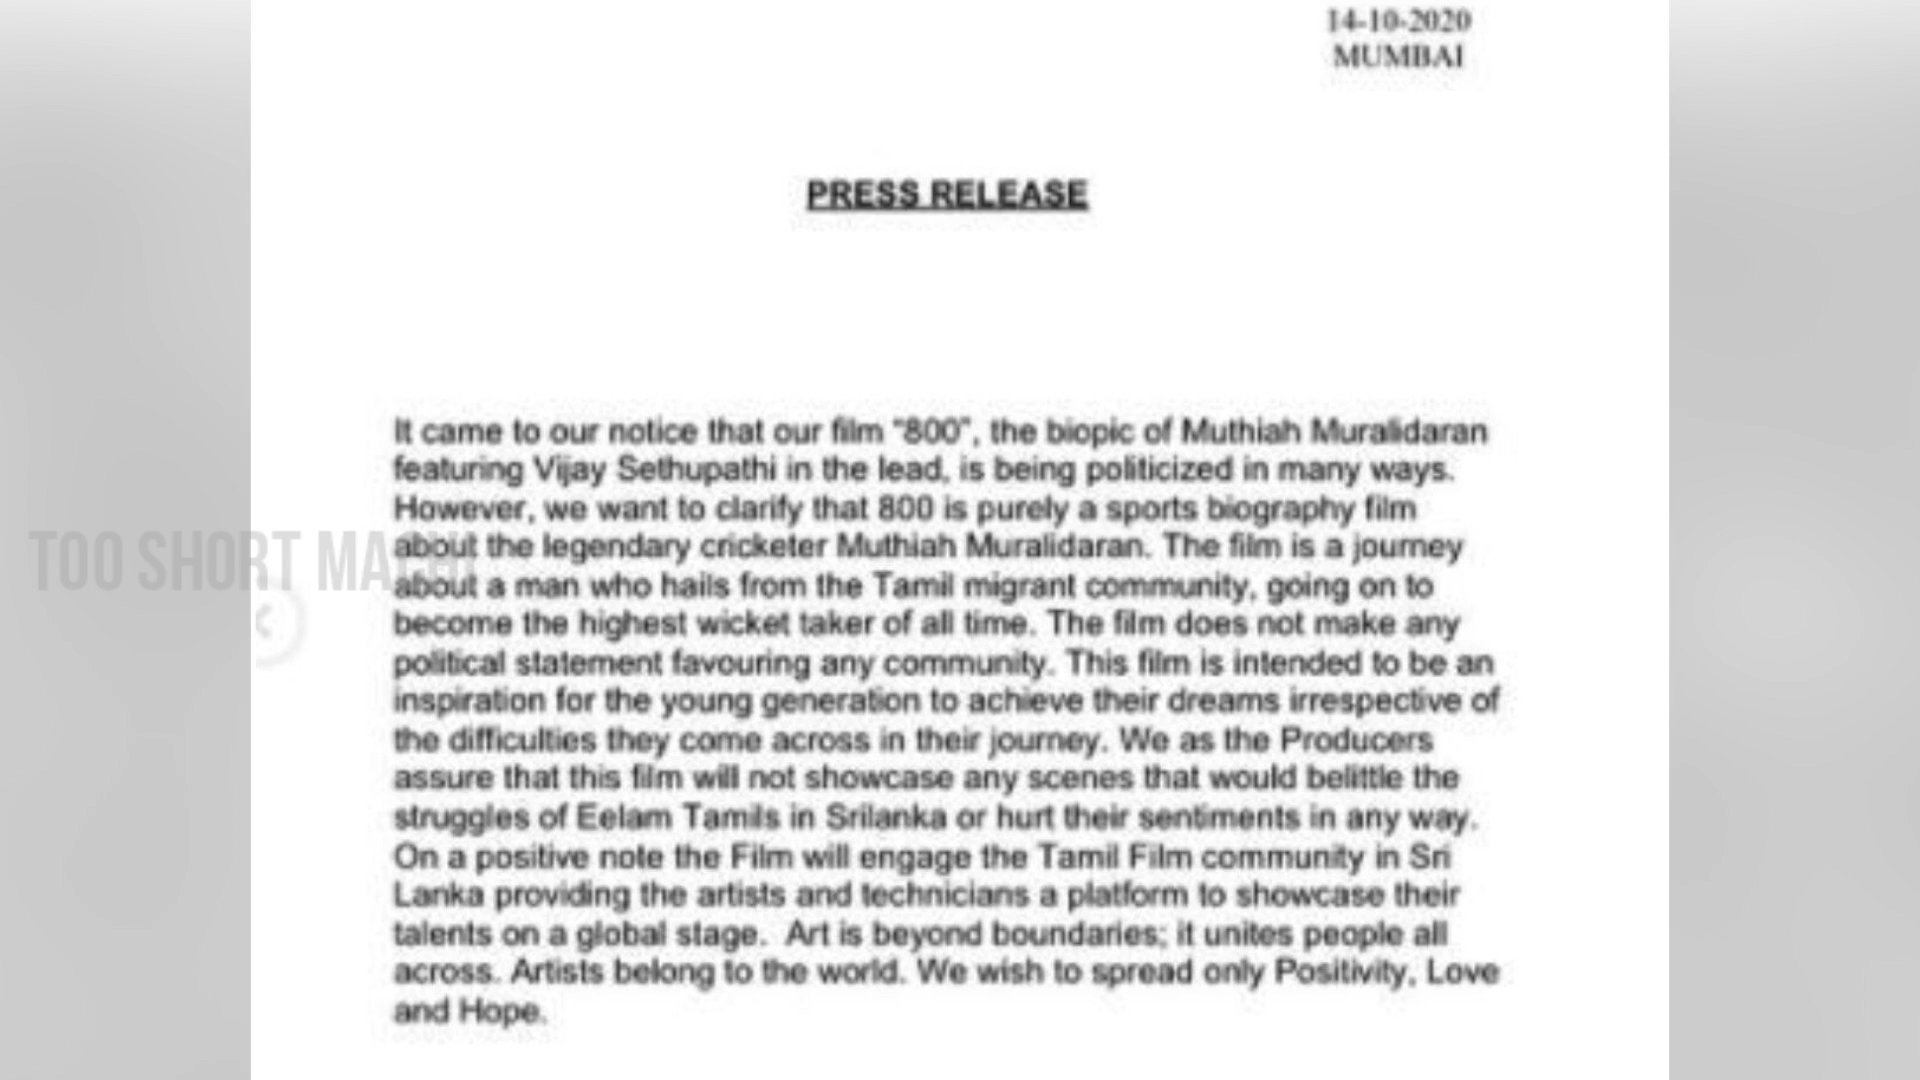 14-10-2020
MUMBAI
PRESS RELEASE
It came to our notice that our film "800", the biopic of Muthiah Muralidaran
featuring Vijay Sethupathi in the lead, is being politicized in many ways.
However, we want to clarify that 800 is purely a sports biography film
about the legendary cricketer Muthiah Muralidaran. The film is a journey
TOO SHORT MACHI
about a man who hails from the Tamil migrant community, going on to
become the highest wicket taker of all time. The film does not make any
political statement favouring any community. This film is intended to be an
inspiration for the young generation to achieve their dreams irrespective of
the difficulties they come across in their journey. We as the Producers
assure that this film will not showcase any scenes that would belittle the
struggles of Eelam Tamils in Srilanka or hurt their sentiments in any way.
On a positive note the Film will engage the Tamil Film community in Sri
Lanka providing the artists and technicians a platform to showcase their
talents on a global stage.  Art is beyond boundaries; it unites people all
across. Artists belong to the world. We wish to spread only Positivity, Love
and Hope.